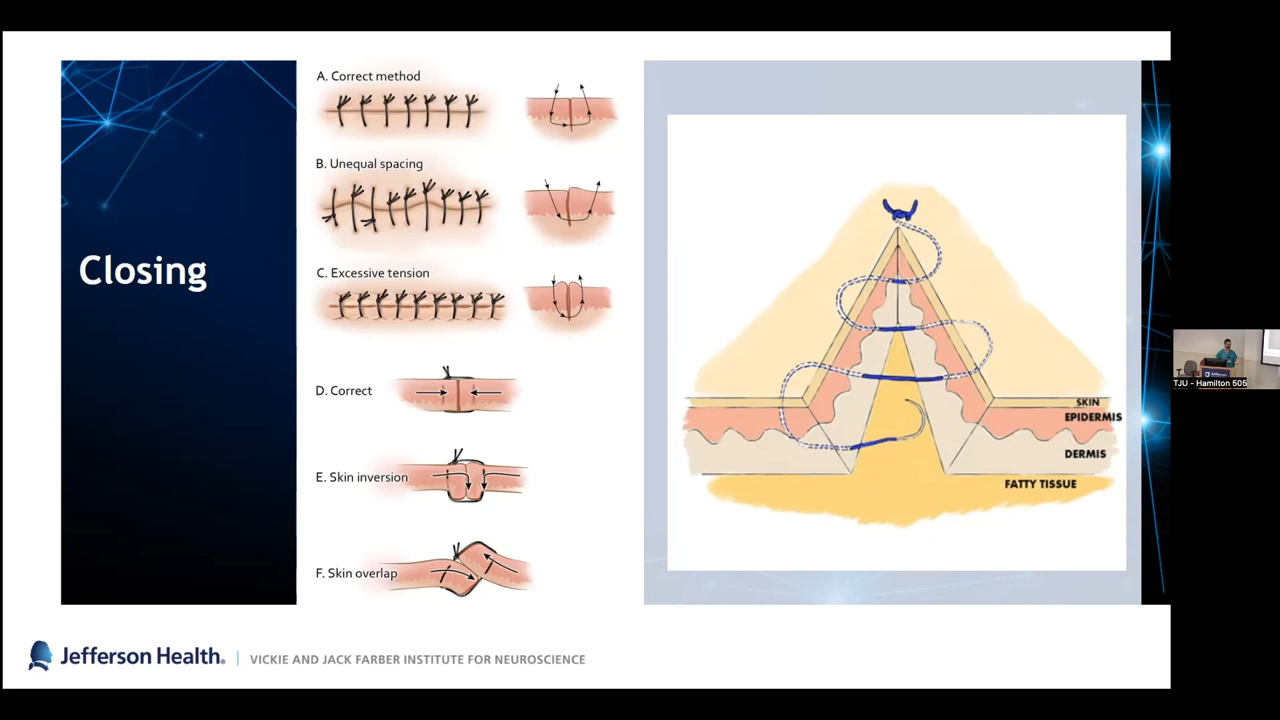 Closing
A. Correct method
B. Unequal spacing
C. Excessive tension
D. Correct
E. Skin inversion
F. Skin overlap
SKIN
EPIDERMIS
DERMIS
FATTY TISSUE
TJU - Hamilton 505
Jefferson Health. | VICKIE AND JACK FARBER INSTITUTE FOR NEUROSCIENCE